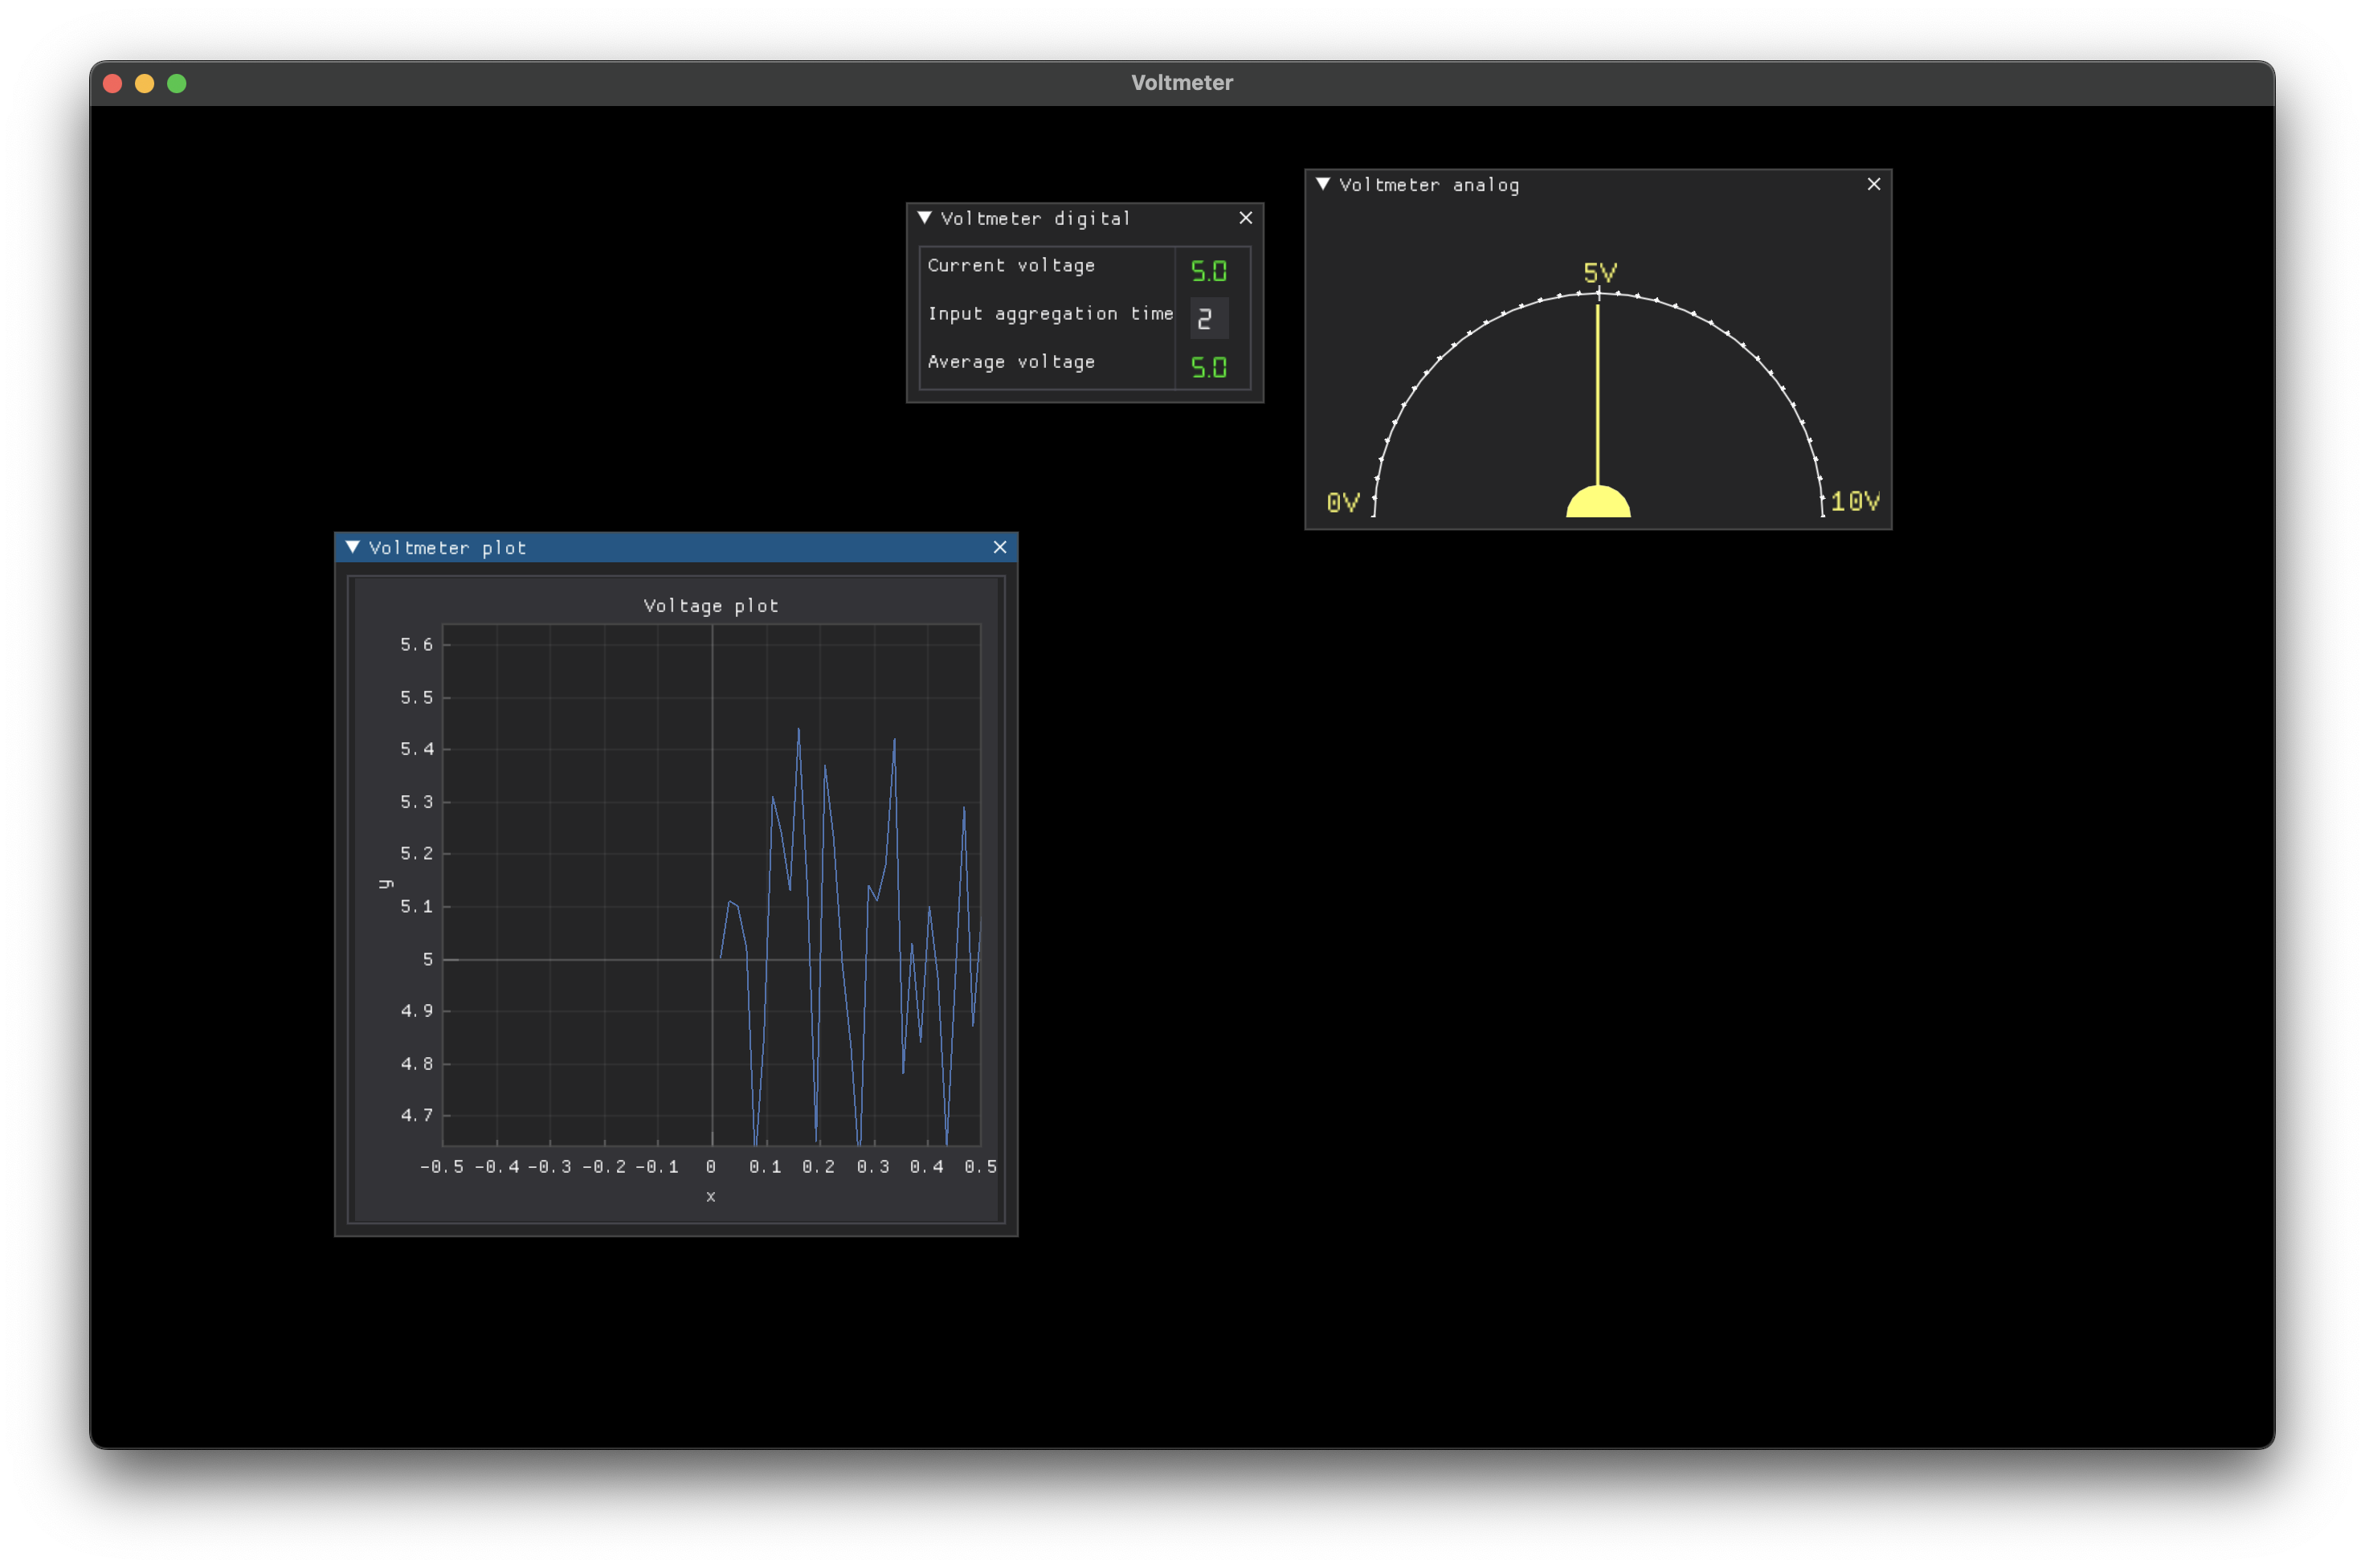 Voltmeter
Voltmeter digital
Current voltage 5.0
Input aggregation time 2
Average voltage 5.0
Voltmeter analog
5V
0V
10V
Voltmeter plot
Voltage plot
5.6
5.5
5.4
5.3
5.2
5.1
5
4.9
4.8
4.7
y
-0.5 -0.4 -0.3 -0.2 -0.1 0 0.1 0.2 0.3 0.4 0.5
x